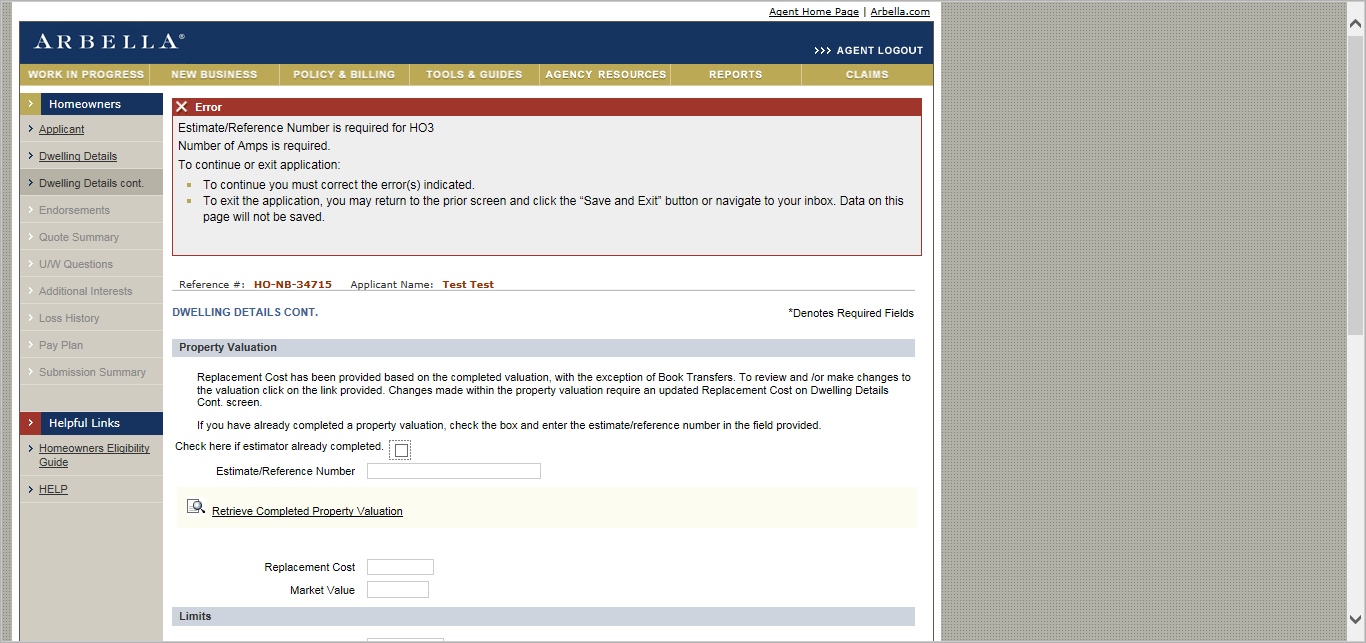 Agent Home Page | Arbella.com
ARBELLA®
>>> AGENT LOGOUT
WORK IN PROGRESS NEW BUSINESS POLICY & BILLING TOOLS & GUIDES AGENCY RESOURCES REPORTS CLAIMS
Homeowners
Applicant
Dwelling Details
Dwelling Details cont.
Endorsements
Quote Summary
U/W Questions
Additional Interests
Loss History
Pay Plan
Submission Summary
Helpful Links
Homeowners Eligibility
Guide
HELP
Error
Estimate/Reference Number is required for HO3
Number of Amps is required.
To continue or exit application:
To continue you must correct the error(s) indicated.
To exit the application, you may return to the prior screen and click the “Save and Exit” button or navigate to your inbox. Data on this
page will not be saved.
Reference #: HO-NB-34715 Applicant Name: Test Test
DWELLING DETAILS CONT.
*Denotes Required Fields
Property Valuation
Replacement Cost has been provided based on the completed valuation, with the exception of Book Transfers. To review and /or make changes to
the valuation click on the link provided. Changes made within the property valuation require an updated Replacement Cost on Dwelling Details
Cont. screen.
If you have already completed a property valuation, check the box and enter the estimate/reference number in the field provided.
Check here if estimator already completed.
Estimate/Reference Number
Retrieve Completed Property Valuation
Replacement Cost
Market Value
Limits